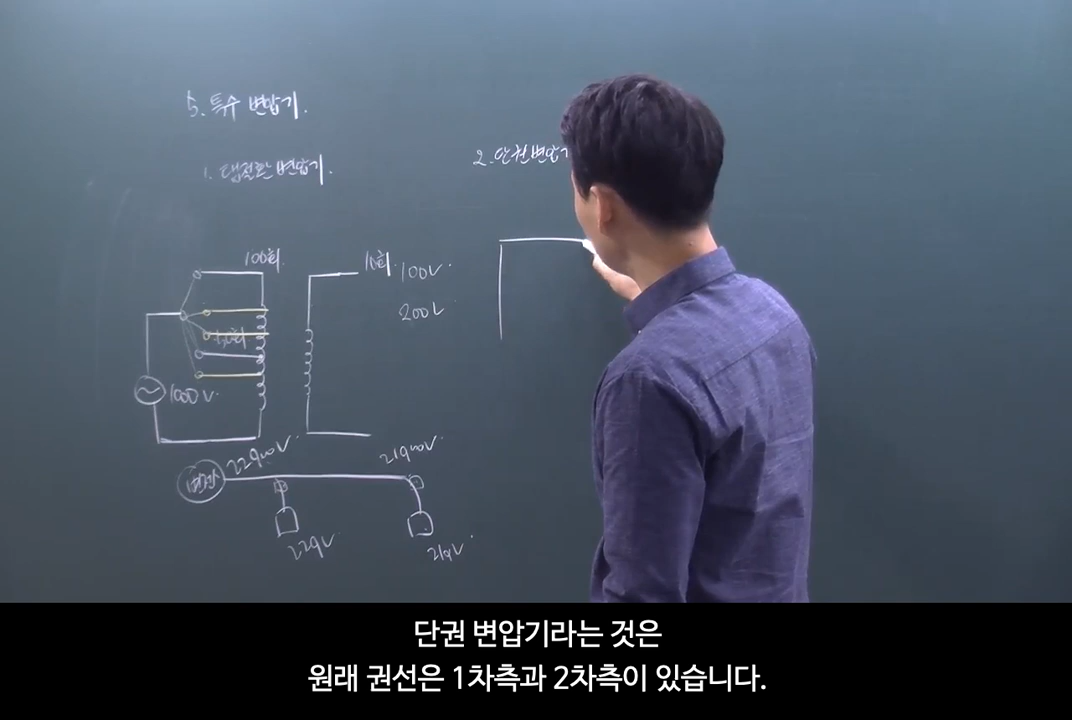 5. 특수 변압기.
1. 탭절환 변압기.
2. 단권변압기
100회
10회
100V
200V
1000V
변전
22900V
21900V
229V
219V
단권 변압기라는 것은
원래 권선은 1차측과 2차측이 있습니다.